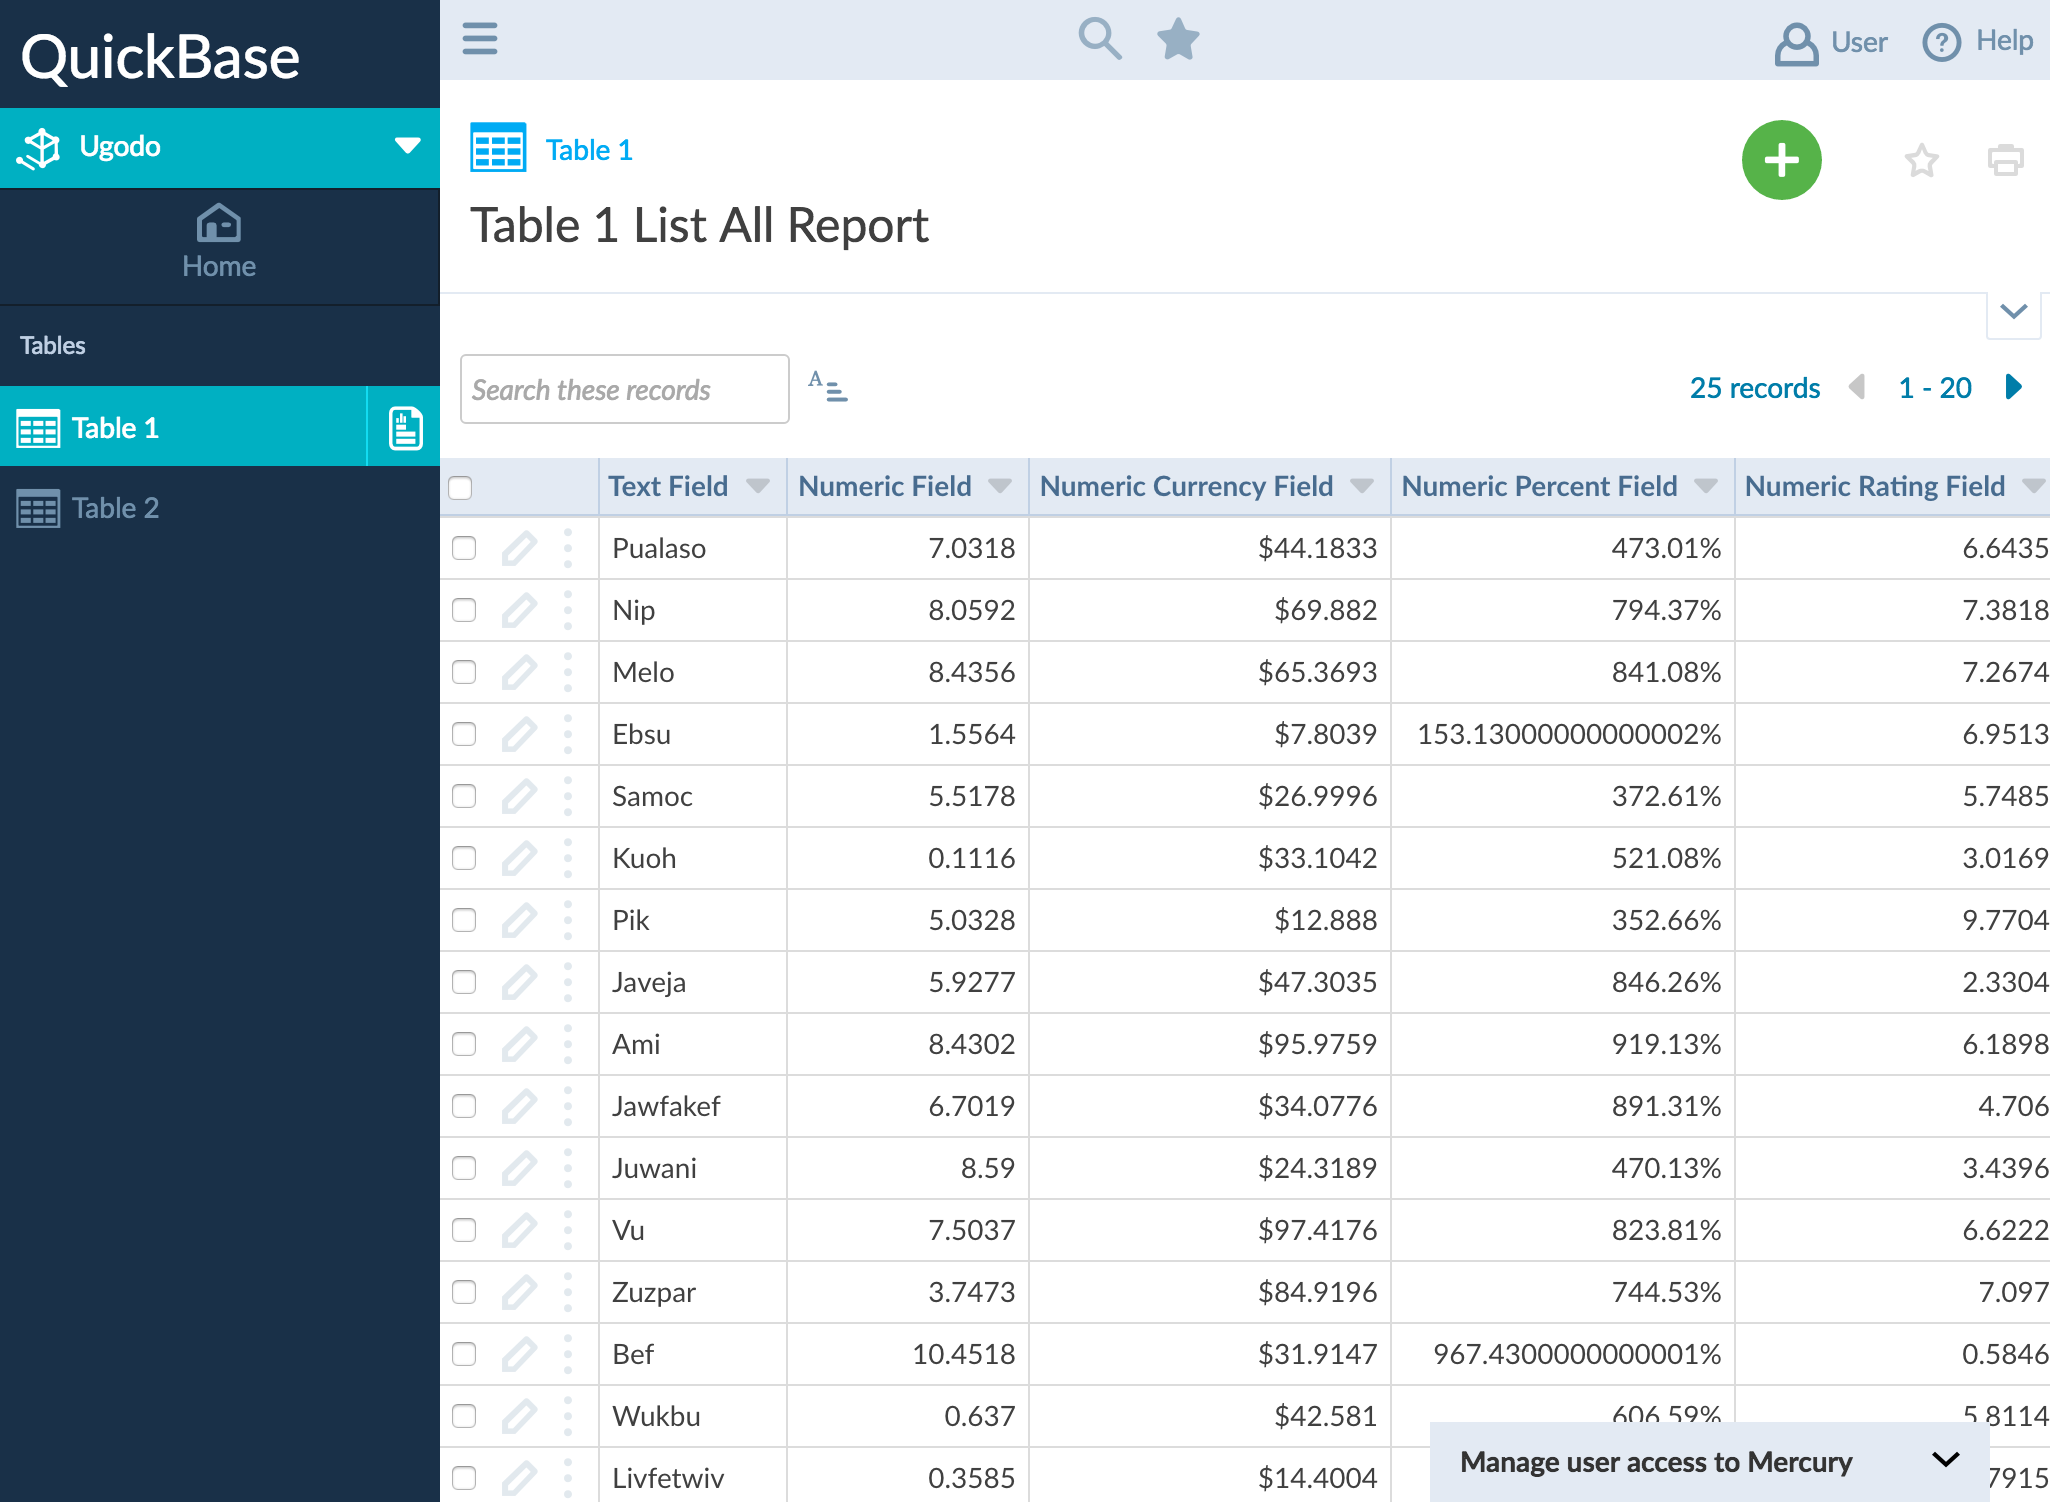 QuickBase
User
Help
Ugodo
Home
Tables
Table 1
Table 2
Table 1
Table 1 List All Report
Search these records
A
25 records 1 - 20
Text Field Numeric Field Numeric Currency Field Numeric Percent Field Numeric Rating Field
Pualaso 7.0318 $44.1833 473.01% 6.6435
Nip 8.0592 $69.882 794.37% 7.3818
Melo 8.4356 $65.3693 841.08% 7.2674
Ebsu 1.5564 $7.8039 153.13000000000002% 6.9513
Samoc 5.5178 $26.9996 372.61% 5.7485
Kuoh 0.1116 $33.1042 521.08% 3.0169
Pik 5.0328 $12.888 352.66% 9.7704
Javeja 5.9277 $47.3035 846.26% 2.3304
Ami 8.4302 $95.9759 919.13% 6.1898
Jawfakef 6.7019 $34.0776 891.31% 4.706
Juwani 8.59 $24.3189 470.13% 3.4396
Vu 7.5037 $97.4176 823.81% 6.6222
Zuzpar 3.7473 $84.9196 744.53% 7.097
Bef 10.4518 $31.9147 967.4300000000001% 0.5846
Wukbu 0.637 $42.581 606.59% 5.8114
Livfetwiv 0.3585 $14.4004 7915
Manage user access to Mercury